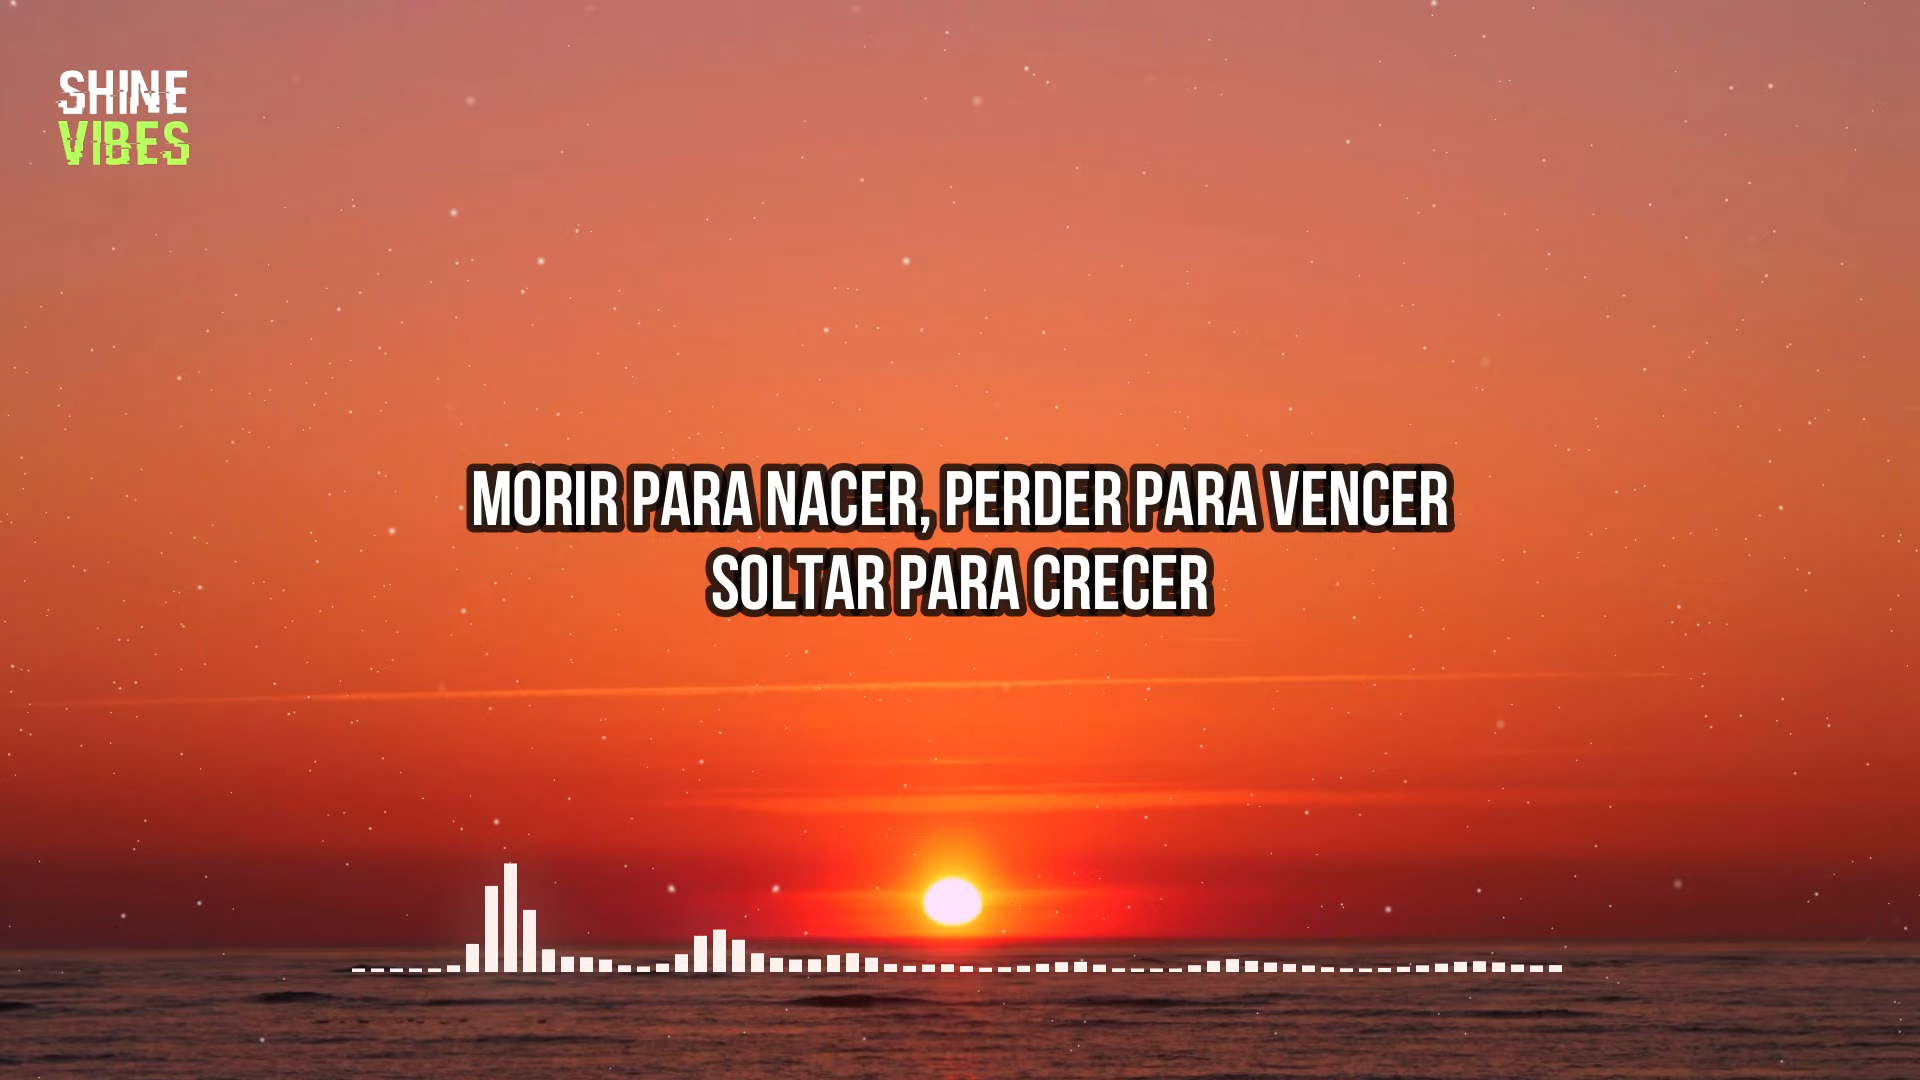 SHINE
VIBES
MORIR PARA NACER, PERDER PARA VENCER
SOLTAR PARA CRECER